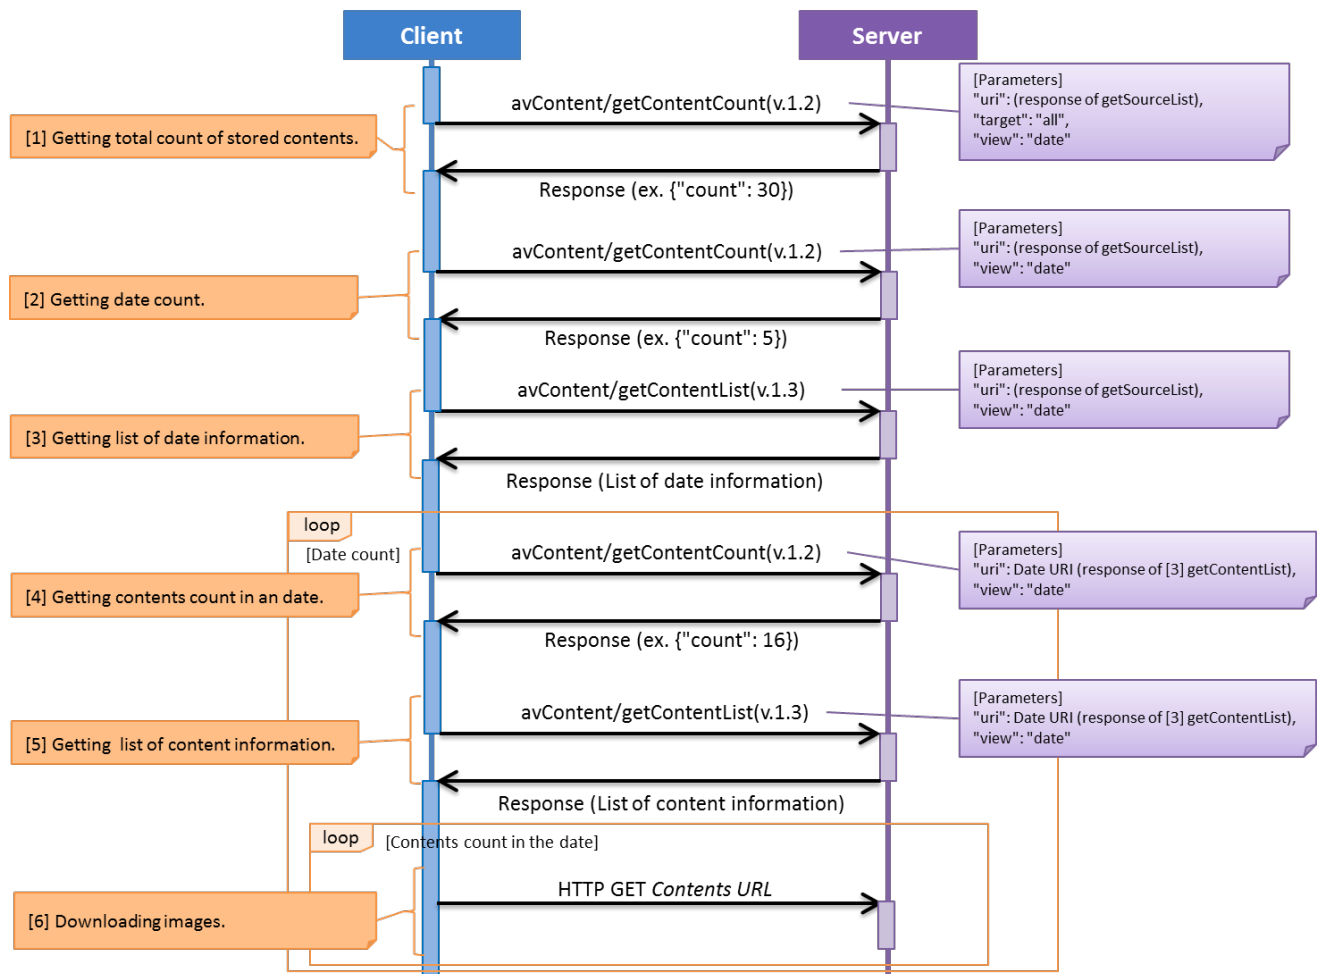 Client
Server
avContent/getContentCount(v.1.2)
[Parameters]
"uri": (response of getSourceList),
"target": "all",
"view": "date"
[1] Getting total count of stored contents.
Response (ex. {"count": 30})
avContent/getContentCount(v.1.2)
[Parameters]
"uri": (response of getSourceList),
"view": "date"
[2] Getting date count.
Response (ex. {"count": 5})
avContent/getContentList(v.1.3)
[Parameters]
"uri": (response of getSourceList),
"view": "date"
[3] Getting list of date information.
Response (List of date information)
loop
[Date count]
avContent/getContentCount(v.1.2)
[Parameters]
"uri": Date URI (response of [3] getContentList),
"view": "date"
[4] Getting contents count in an date.
Response (ex. {"count": 16})
avContent/getContentList(v.1.3)
[Parameters]
"uri": Date URI (response of [3] getContentList),
"view": "date"
[5] Getting  list of content information.
Response (List of content information)
loop
[Contents count in the date]
HTTP GET Contents URL
[6] Downloading images.